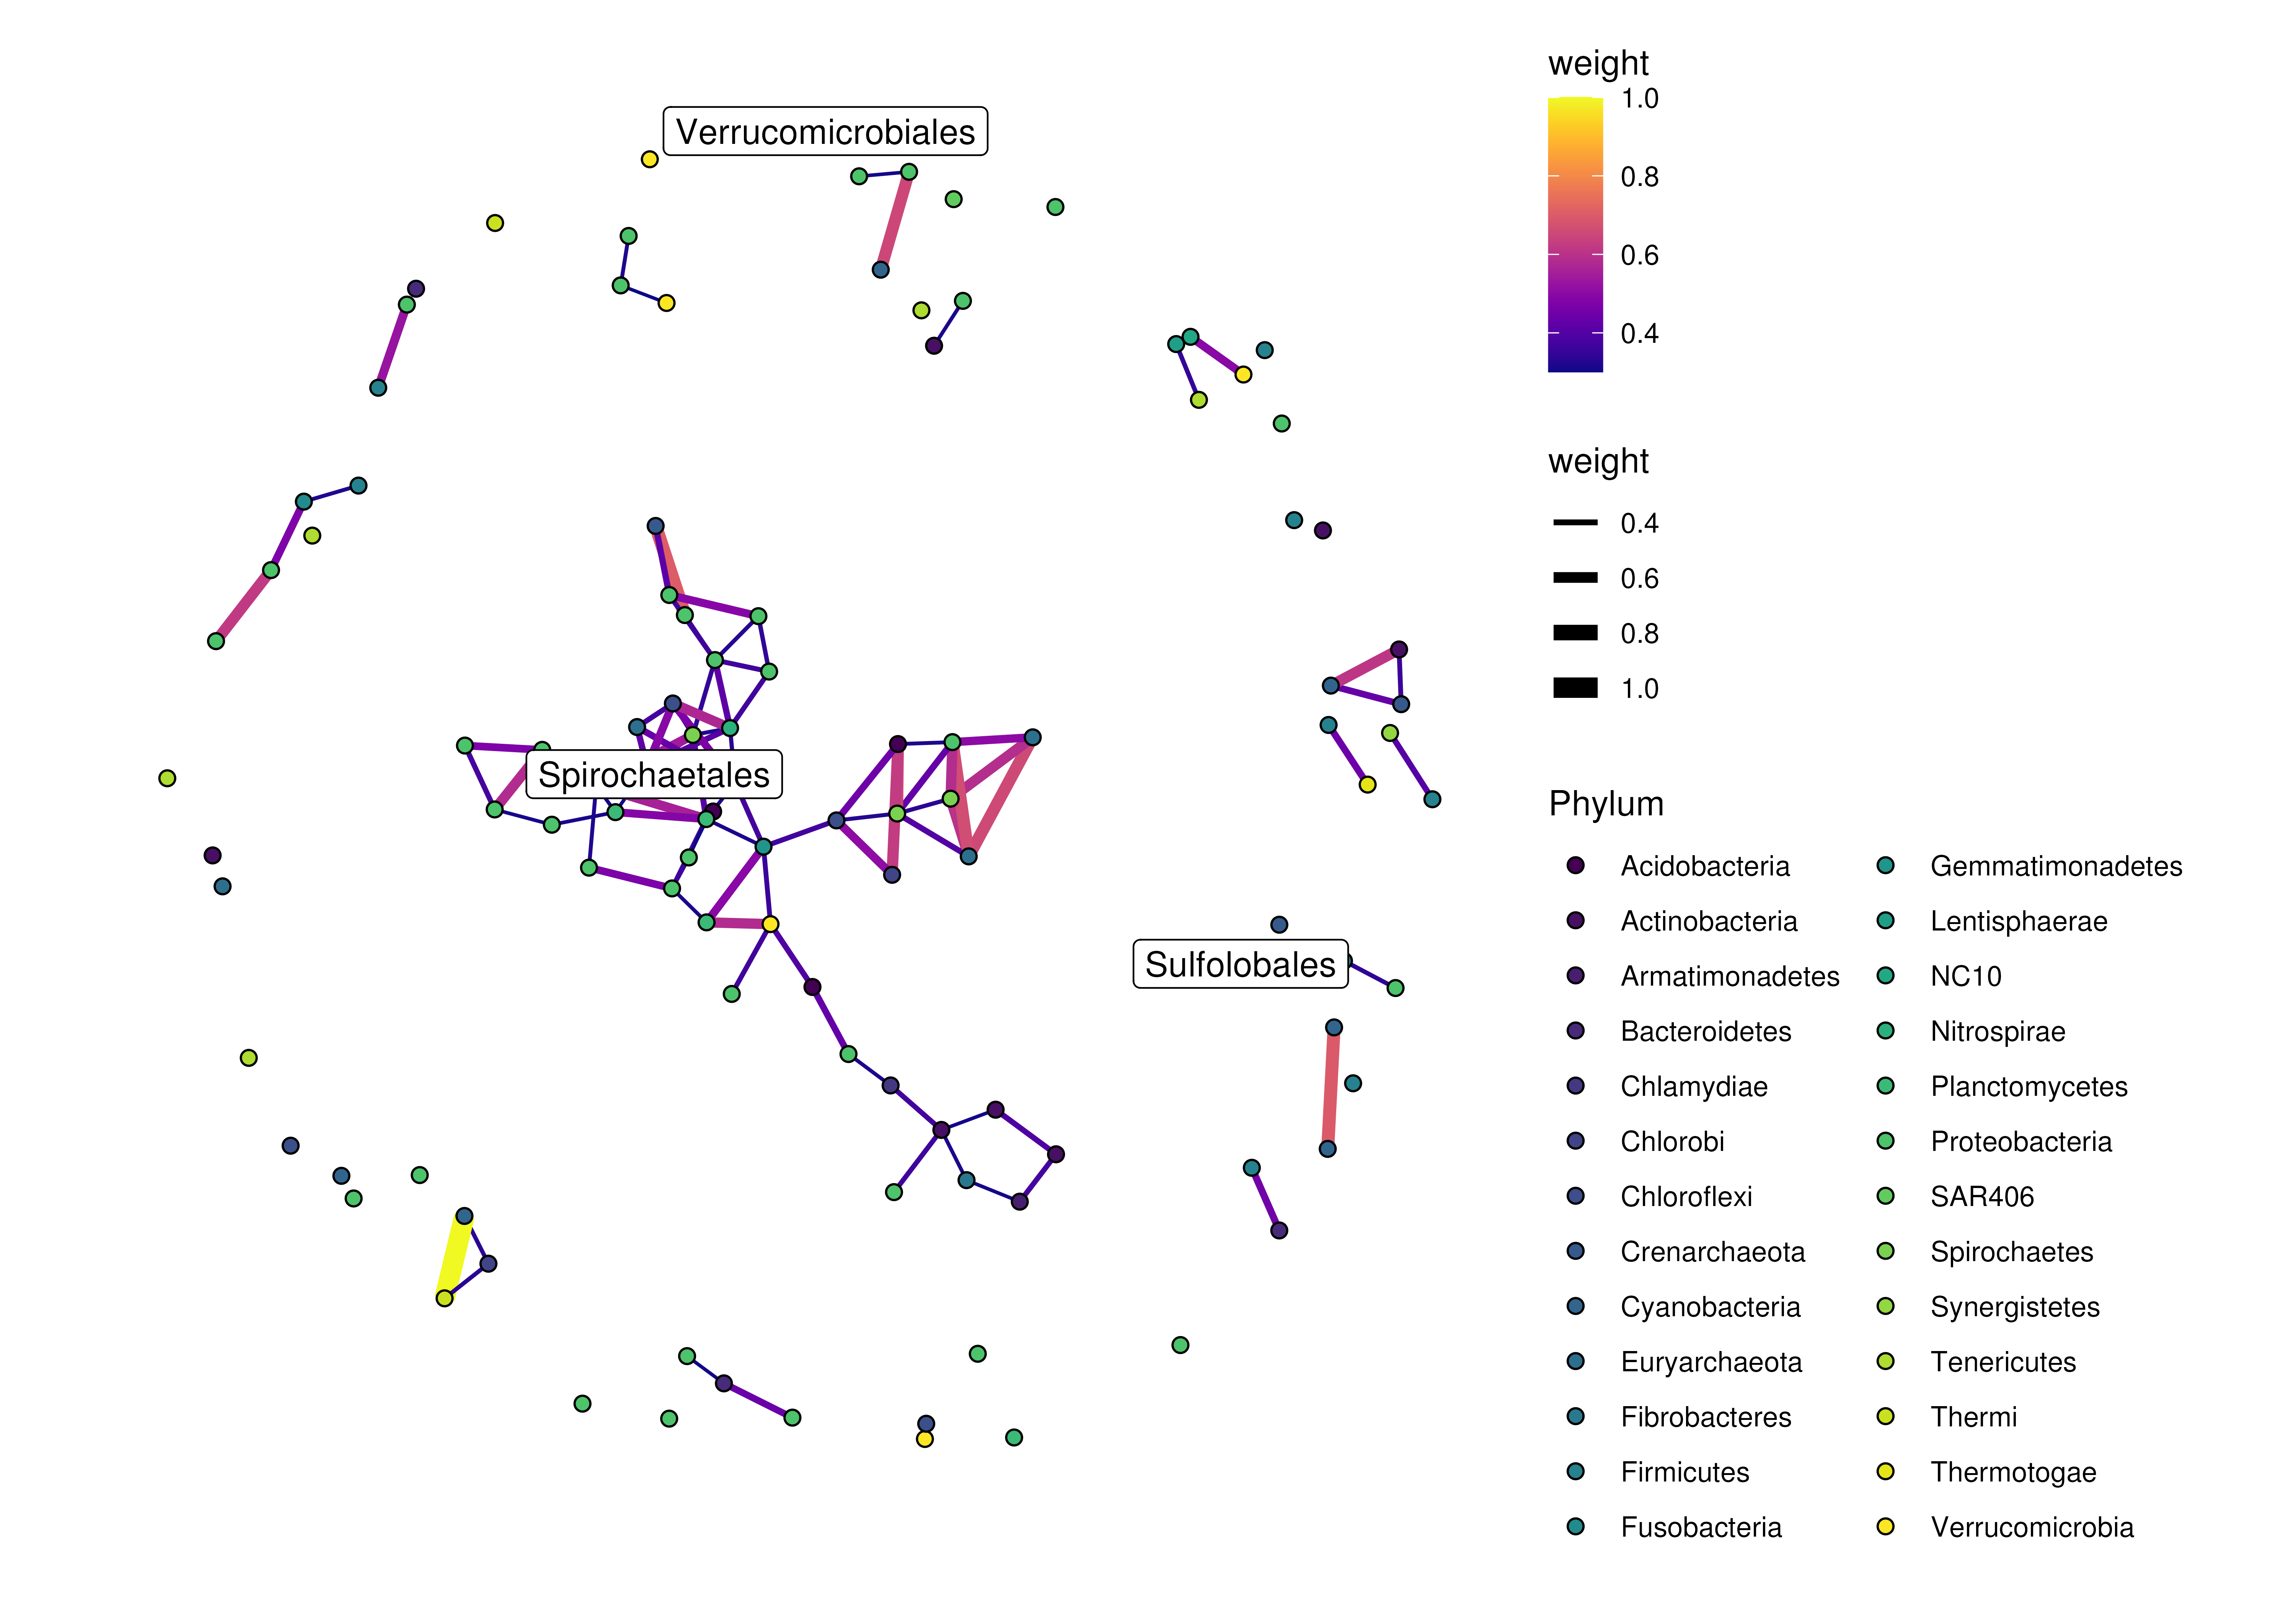 Verrucomicrobiales
Spirochaetales
Sulfolobales
weight
1.0
0.8
0.6
0.4
weight
0.4
0.6
0.8
1.0
Phylum
Acidobacteria
Actinobacteria
Armatimonadetes
Bacteroidetes
Chlamydiae
Chlorobi
Chloroflexi
Crenarchaeota
Cyanobacteria
Euryarchaeota
Fibrobacteres
Firmicutes
Fusobacteria
Gemmatimonadetes
Lentisphaerae
NC10
Nitrospirae
Planctomycetes
Proteobacteria
SAR406
Spirochaetes
Synergistetes
Tenericutes
Thermi
Thermotogae
Verrucomicrobia